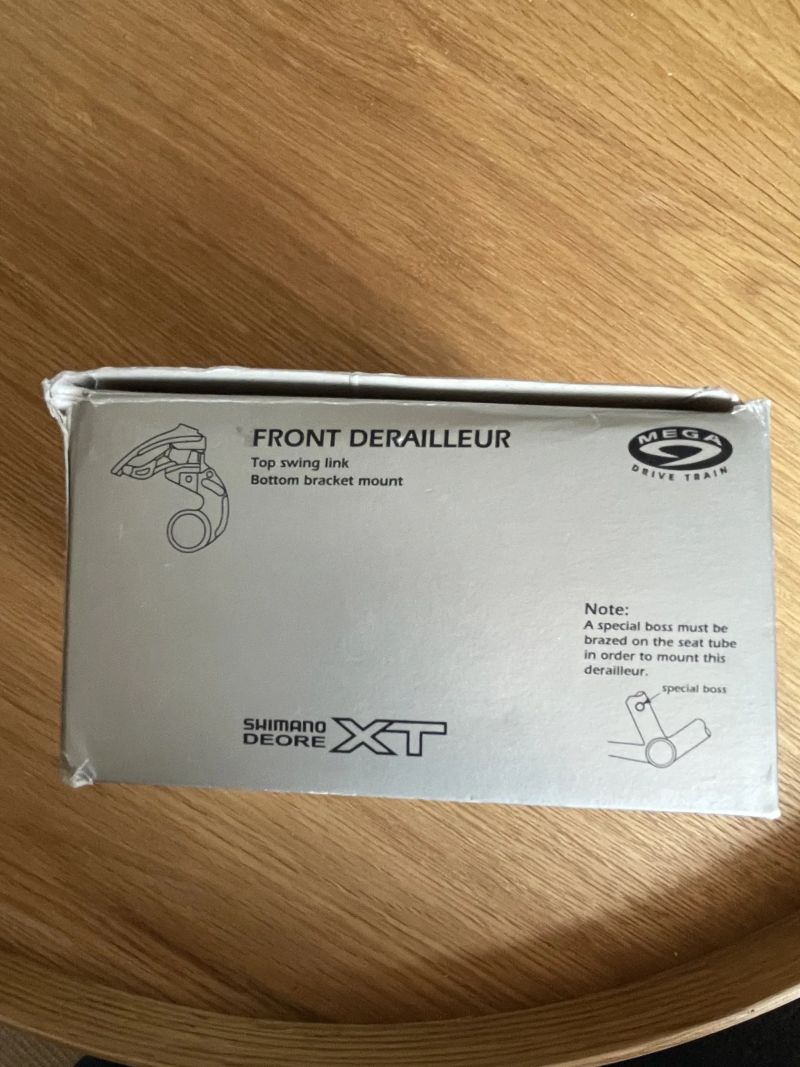 FRONT DERAILLEUR
Top swing link
Bottom bracket mount
MEGA
9
DRIVE TRAIN
Note:
A special boss must be
brazed on the seat tube
in order to mount this
derailleur.
special boss
SHIMANO
DEORE XT